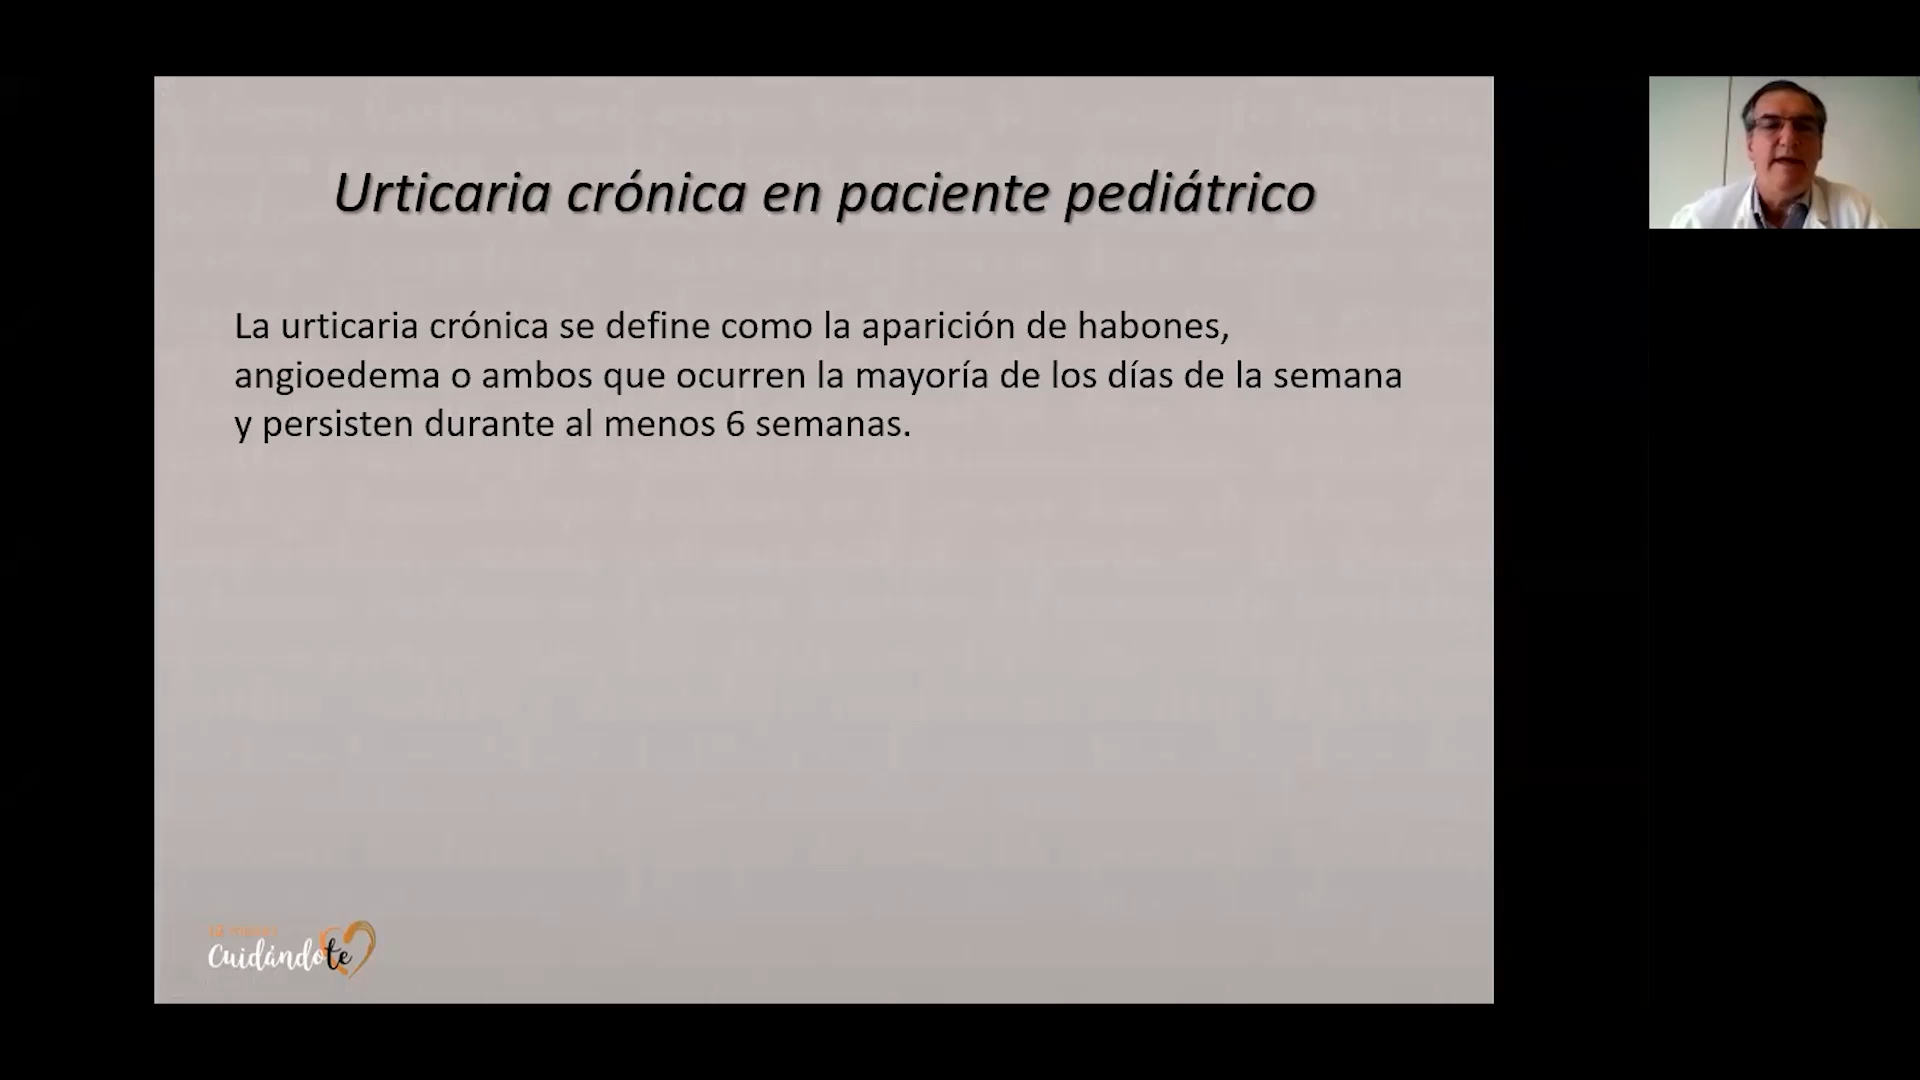 Urticaria crónica en paciente pediátrico
La urticaria crónica se define como la aparición de habones,
angioedema o ambos que ocurren la mayoría de los días de la semana
y persisten durante al menos 6 semanas.
Cuidándote